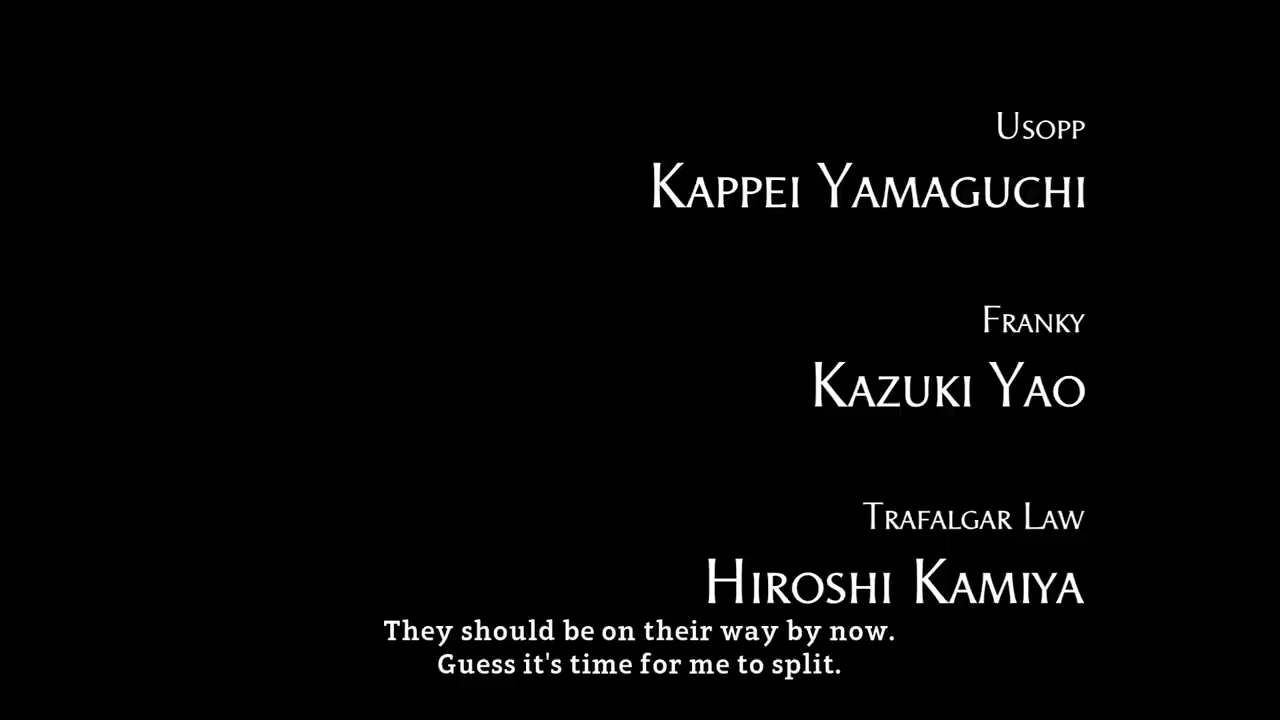 Usopp
Kappei Yamaguchi
Franky
Kazuki Yao
Trafalgar Law
Hiroshi Kamiya
They should be on their way by now.
Guess it's time for me to split.